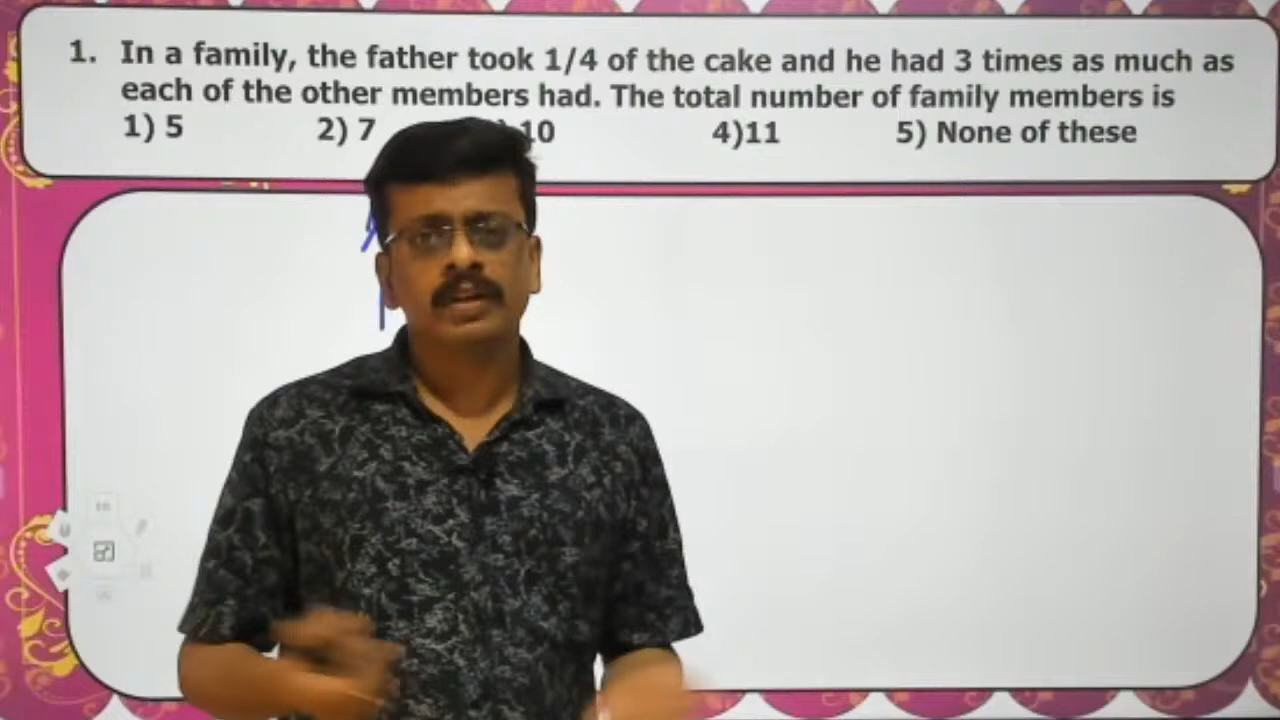 1. In a family, the father took 1/4 of the cake and he had 3 times as much as
each of the other members had. The total number of family members is
1) 5 2) 7 10 4)11 5) None of these